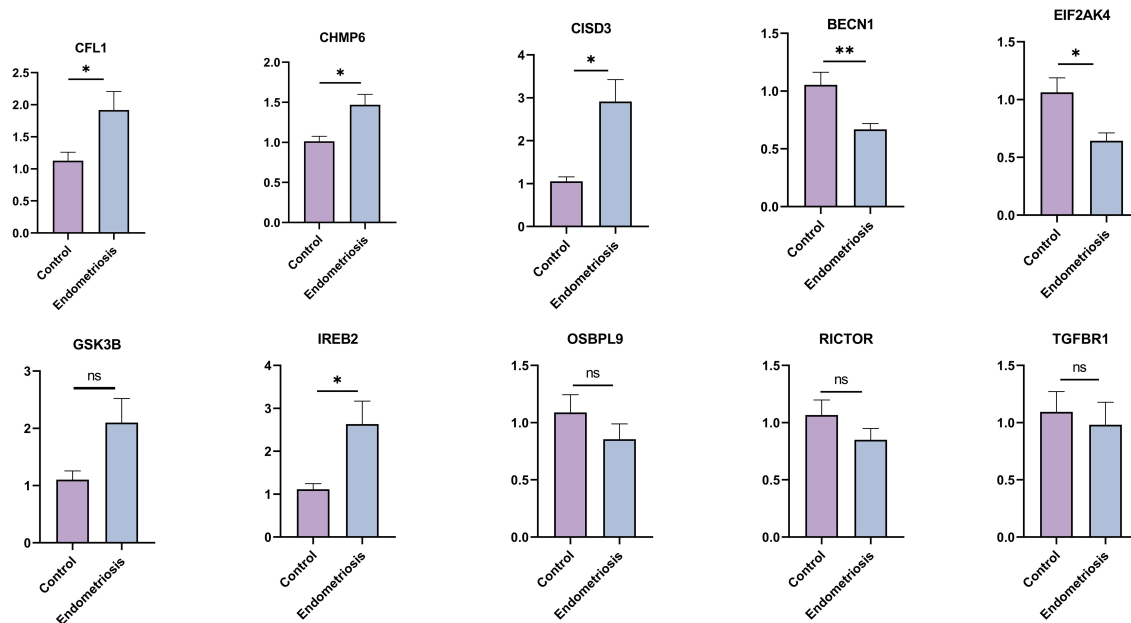 CFL1
*
2.5
2.0
1.5
1.0
0.5
0.0
Control
Endometriosis
CHMP6
*
2.0
1.5
1.0
0.5
0.0
Control
Endometriosis
CISD3
*
4
3
2
1
0
Control
Endometriosis
BECN1
**
1.5
1.0
0.5
0.0
Control
Endometriosis
EIF2AK4
*
1.5
1.0
0.5
0.0
Control
Endometriosis
GSK3B
ns
3
2
1
0
Control
Endometriosis
IREB2
*
4
3
2
1
0
Control
Endometriosis
OSBPL9
ns
1.5
1.0
0.5
0.0
Control
Endometriosis
RICTOR
ns
1.5
1.0
0.5
0.0
Control
Endometriosis
TGFBR1
ns
1.5
1.0
0.5
0.0
Control
Endometriosis